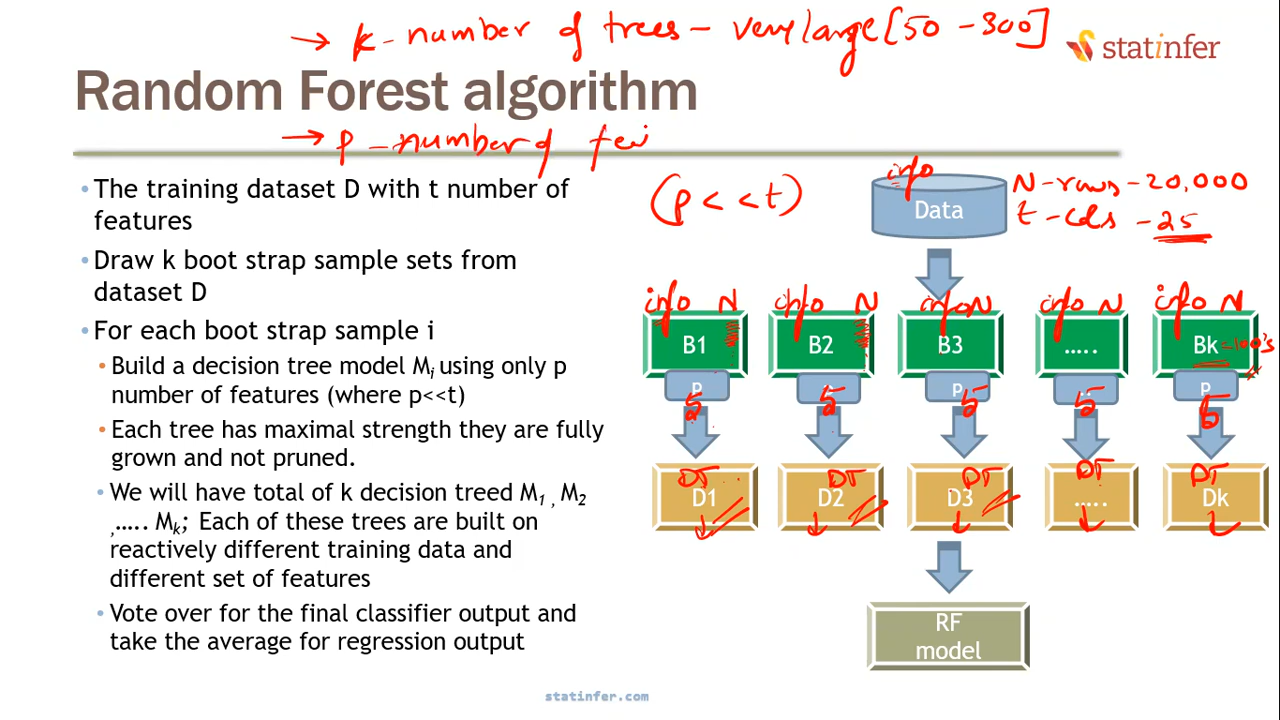 → k - number of trees - very large [50 - 300]
statinfer
Random Forest algorithm
→ p - number of fe
• The training dataset D with t number of
features
• Draw k boot strap sample sets from
dataset D
• For each boot strap sample i
• Build a decision tree model Mi using only p
number of features (where p<<t)
• Each tree has maximal strength they are fully
grown and not pruned.
• We will have total of k decision treed M1 , M2
,….. Mk; Each of these trees are built on
reactively different training data and
different set of features
• Vote over for the final classifier output and
take the average for regression output
(p < < t)
info
Data
N - rows - 20,000
t - cols - 25
info N info N info N info N info N
B1 B2 B3 ….. Bk = 100's
p p p
5 5 5 5 5
DT DT DT DT DT
D1 D2 D3 ….. Dk
RF
model
statinfer.com